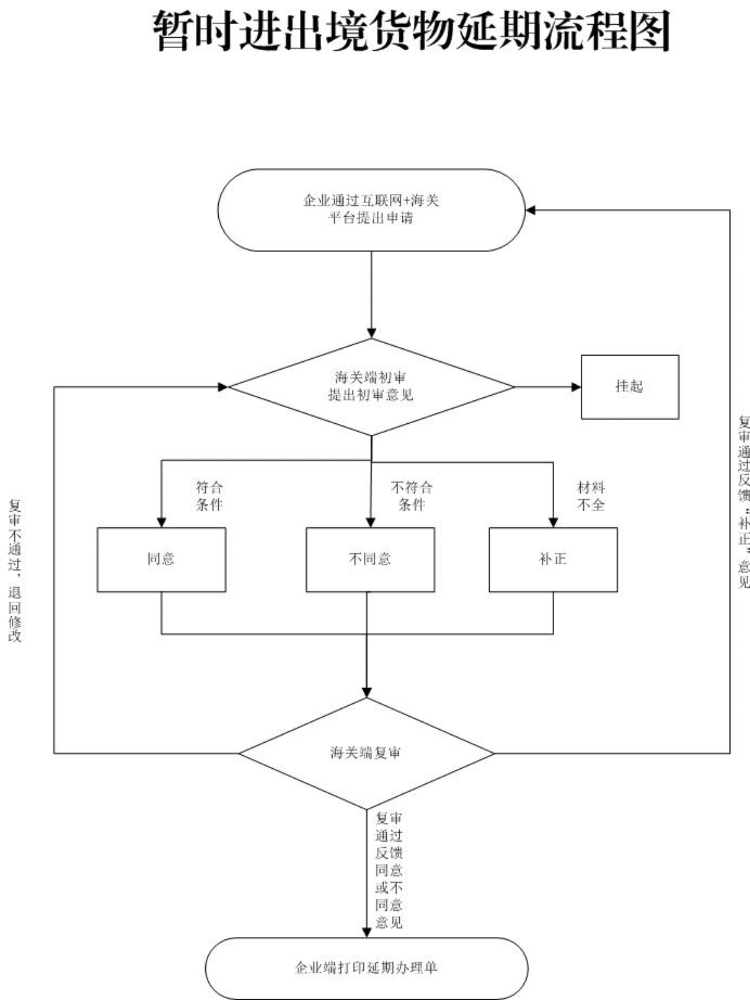 暂时进出境货物延期流程图
企业通过互联网+海关
平台提出申请
海关端初审
提出初审意见
挂起
符合
条件
不符合
条件
材料
不全
同意
不同意
补正
复审不通过，退回修改
复审通过反馈“补正”意见
海关端复审
复审
通过
反馈
同意
或不
同意
意见
企业端打印延期办理单